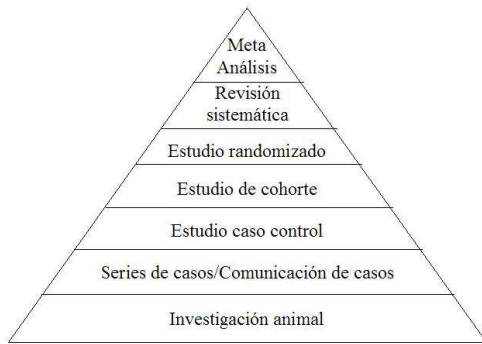 Meta
Análisis
Revisión
sistemática
Estudio randomizado
Estudio de cohorte
Estudio caso control
Series de casos/Comunicación de casos
Investigación animal